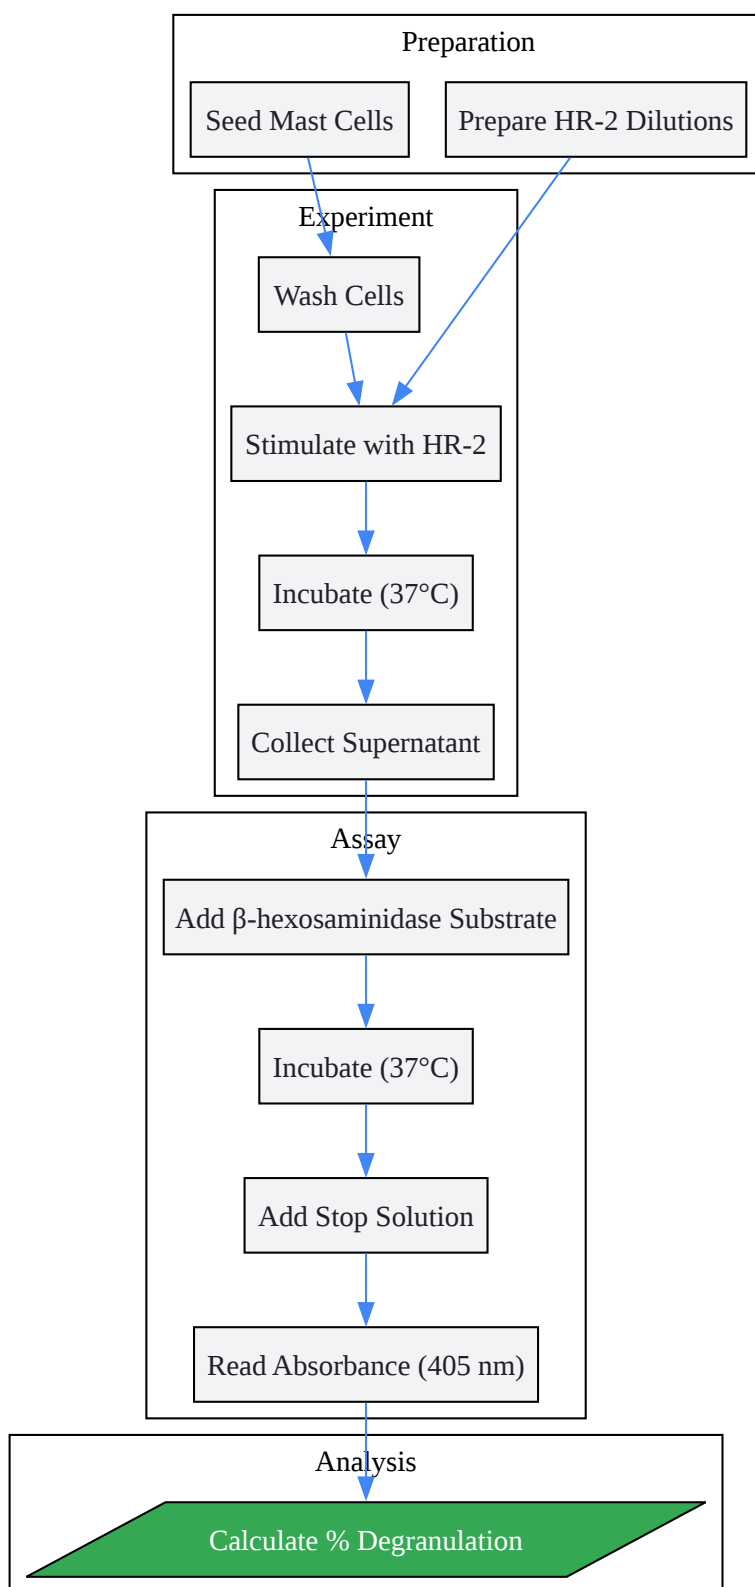 Preparation
Seed Mast Cells
Prepare HR-2 Dilutions
Experiment
Wash Cells
Stimulate with HR-2
Incubate (37°C)
Collect Supernatant
Assay
Add β-hexosaminidase Substrate
Incubate (37°C)
Add Stop Solution
Read Absorbance (405 nm)
Analysis
Calculate % Degranulation